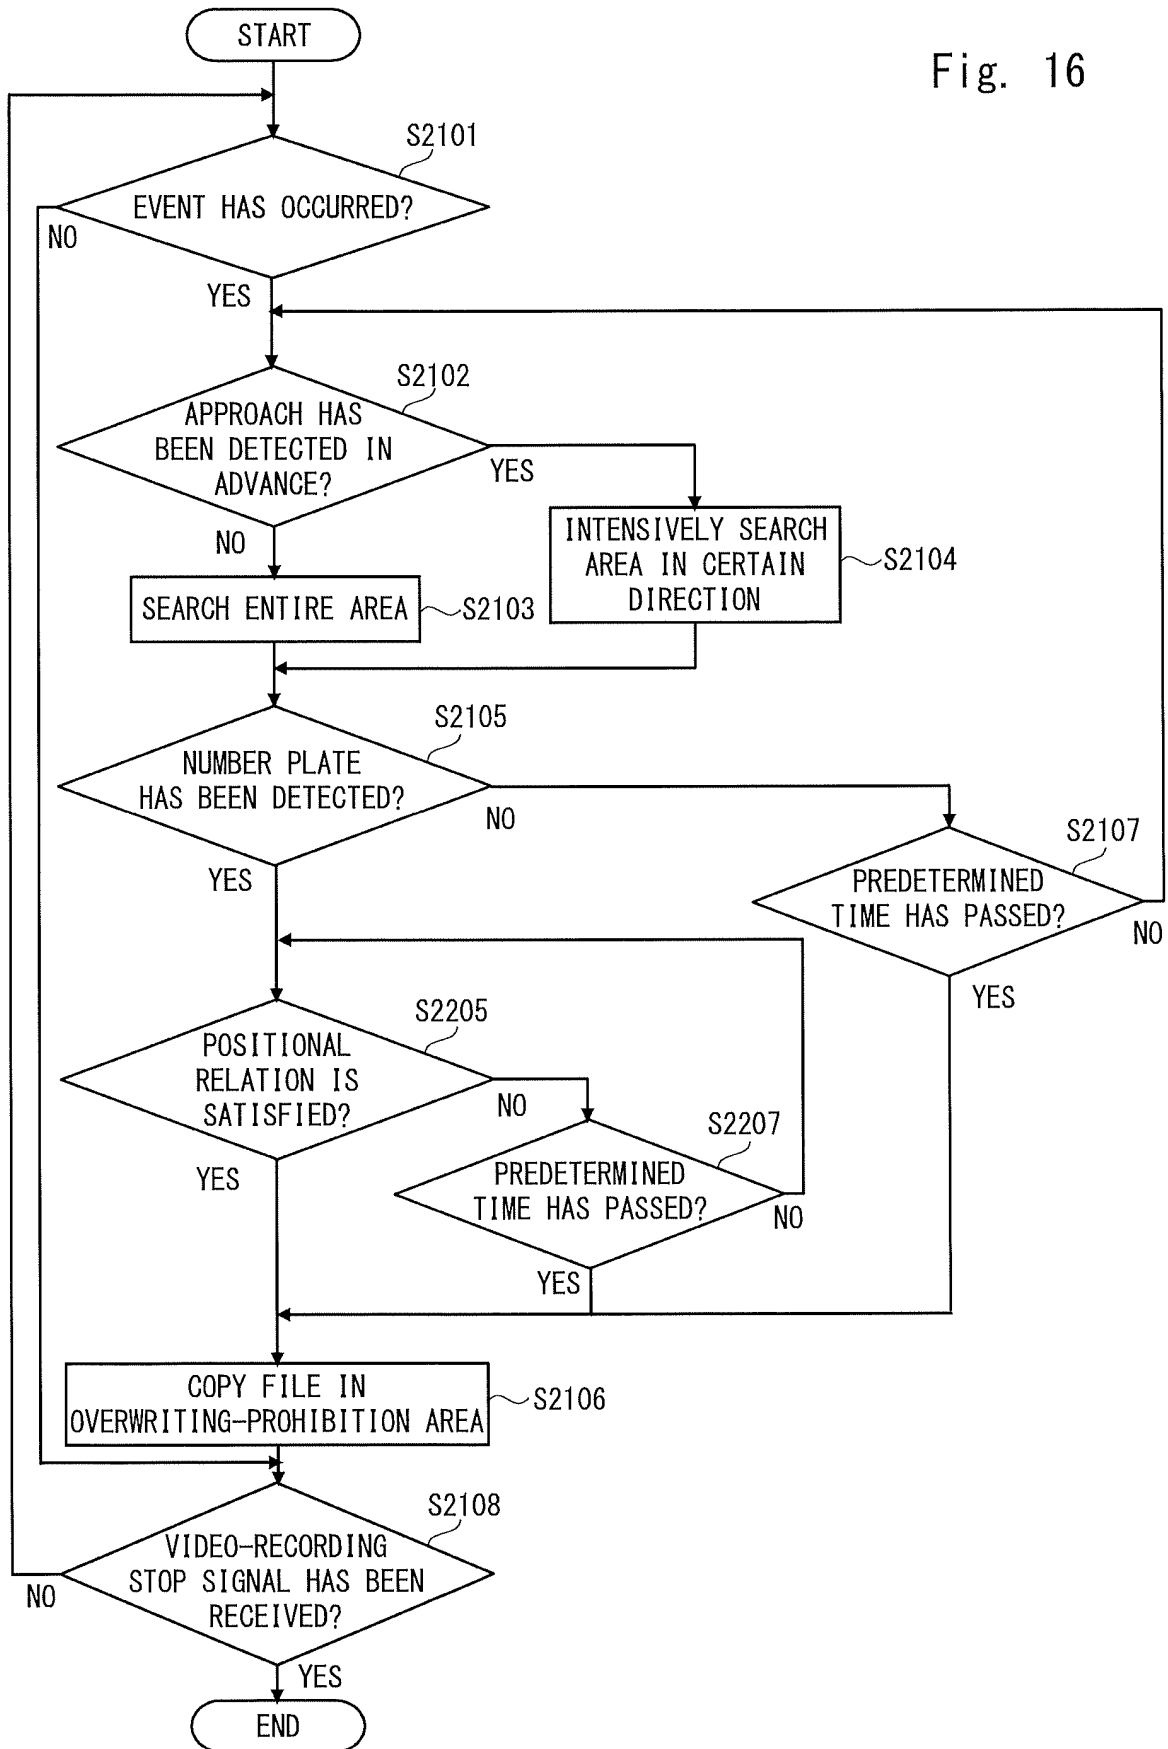 START
Fig. 16
S2101
EVENT HAS OCCURRED?
NO
YES
S2102
APPROACH HAS
BEEN DETECTED IN
ADVANCE?
YES
NO
INTENSIVELY SEARCH
AREA IN CERTAIN
DIRECTION
S2104
SEARCH ENTIRE AREA
S2103
S2105
NUMBER PLATE
HAS BEEN DETECTED?
NO
YES
S2107
PREDETERMINED
TIME HAS PASSED?
NO
YES
S2205
POSITIONAL
RELATION IS
SATISFIED?
NO
YES
S2207
PREDETERMINED
TIME HAS PASSED?
NO
YES
COPY FILE IN
OVERWRITING-PROHIBITION AREA
S2106
S2108
VIDEO-RECORDING
STOP SIGNAL HAS BEEN
RECEIVED?
NO
YES
END